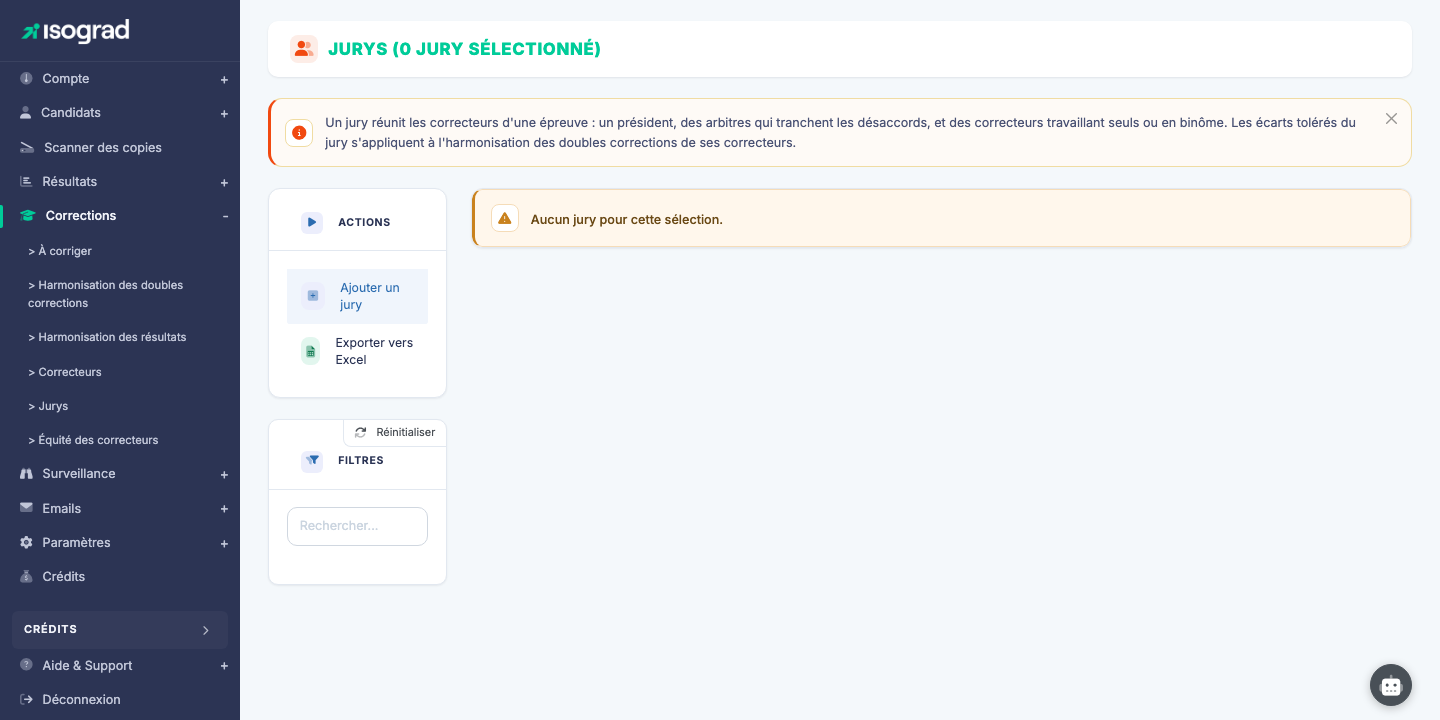 isograd
Compte +
Candidats +
Scanner des copies
Résultats +
Corrections -
> À corriger
> Harmonisation des doubles
corrections
> Harmonisation des résultats
> Correcteurs
> Jurys
> Équité des correcteurs
Surveillance +
Emails +
Paramètres +
Crédits
CRÉDITS
Aide & Support +
Déconnexion
JURYS (0 JURY SÉLECTIONNÉ)
Un jury réunit les correcteurs d'une épreuve : un président, des arbitres qui tranchent les désaccords, et des correcteurs travaillant seuls ou en binôme. Les écarts tolérés du
jury s'appliquent à l'harmonisation des doubles corrections de ses correcteurs.
ACTIONS
Ajouter un
jury
Exporter vers
Excel
Réinitialiser
FILTRES
Rechercher...
Aucun jury pour cette sélection.